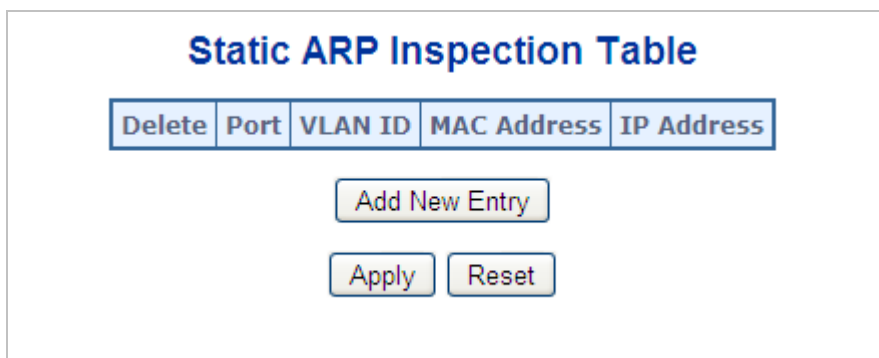 Static ARP Inspection Table
Delete Port VLAN ID MAC Address IP Address
Add New Entry
Apply Reset